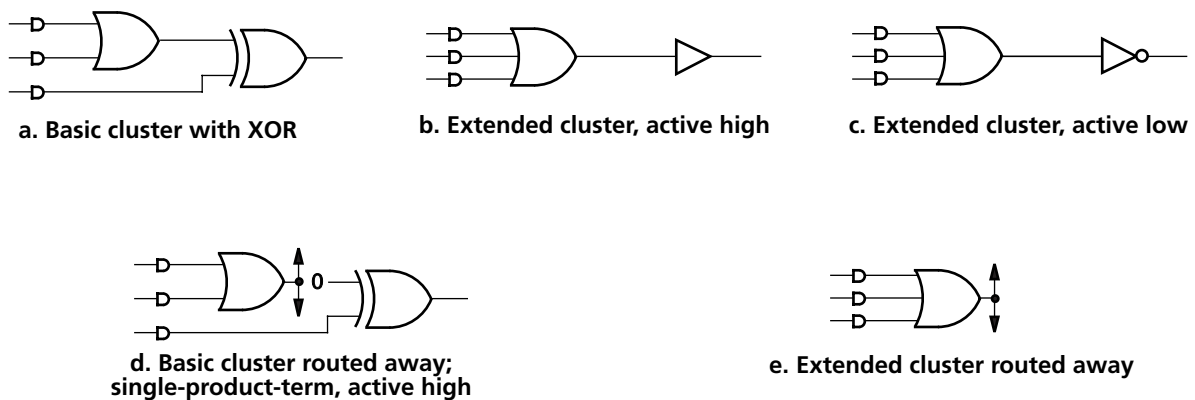 a. Basic cluster with XOR
b. Extended cluster, active high
c. Extended cluster, active low
0
d. Basic cluster routed away;
single-product-term, active high
e. Extended cluster routed away